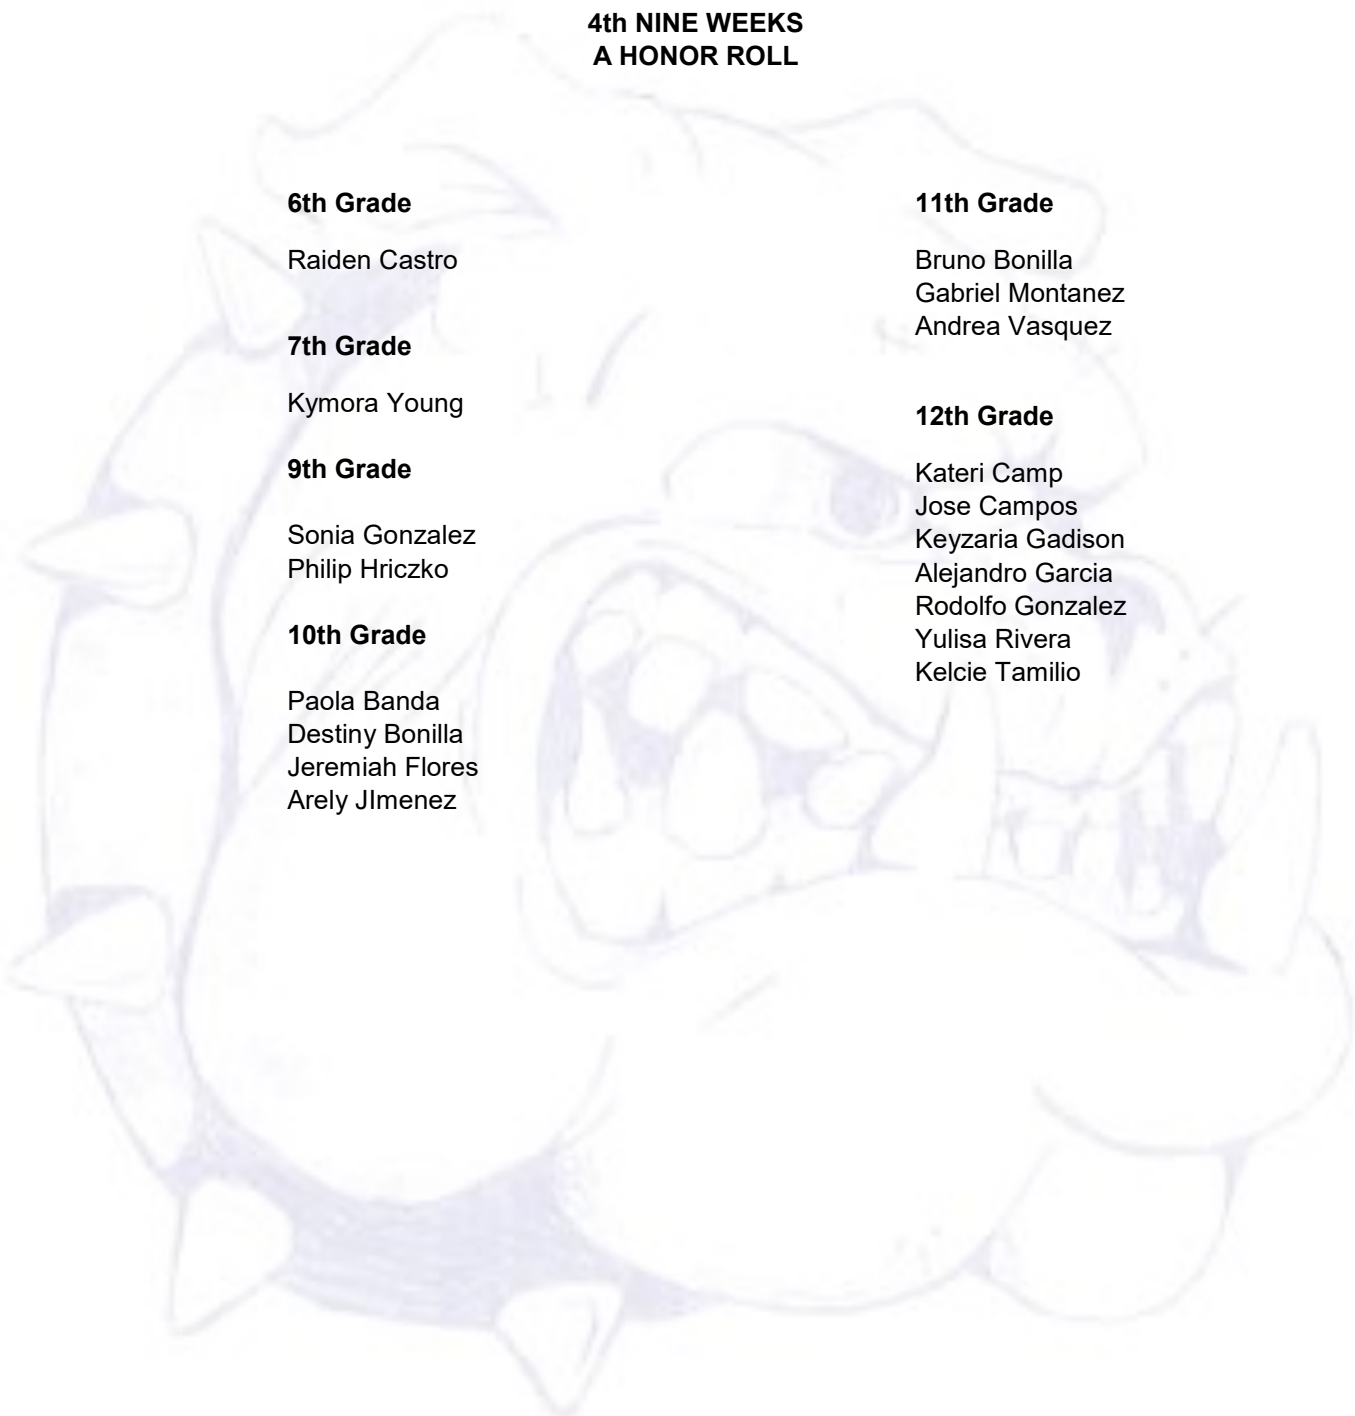 4th NINE WEEKS
A HONOR ROLL
6th Grade
Raiden Castro
7th Grade
Kymora Young
9th Grade
Sonia Gonzalez
Philip Hriczko
10th Grade
Paola Banda
Destiny Bonilla
Jeremiah Flores
Arely JImenez
11th Grade
Bruno Bonilla
Gabriel Montanez
Andrea Vasquez
12th Grade
Kateri Camp
Jose Campos
Keyzaria Gadison
Alejandro Garcia
Rodolfo Gonzalez
Yulisa Rivera
Kelcie Tamilio